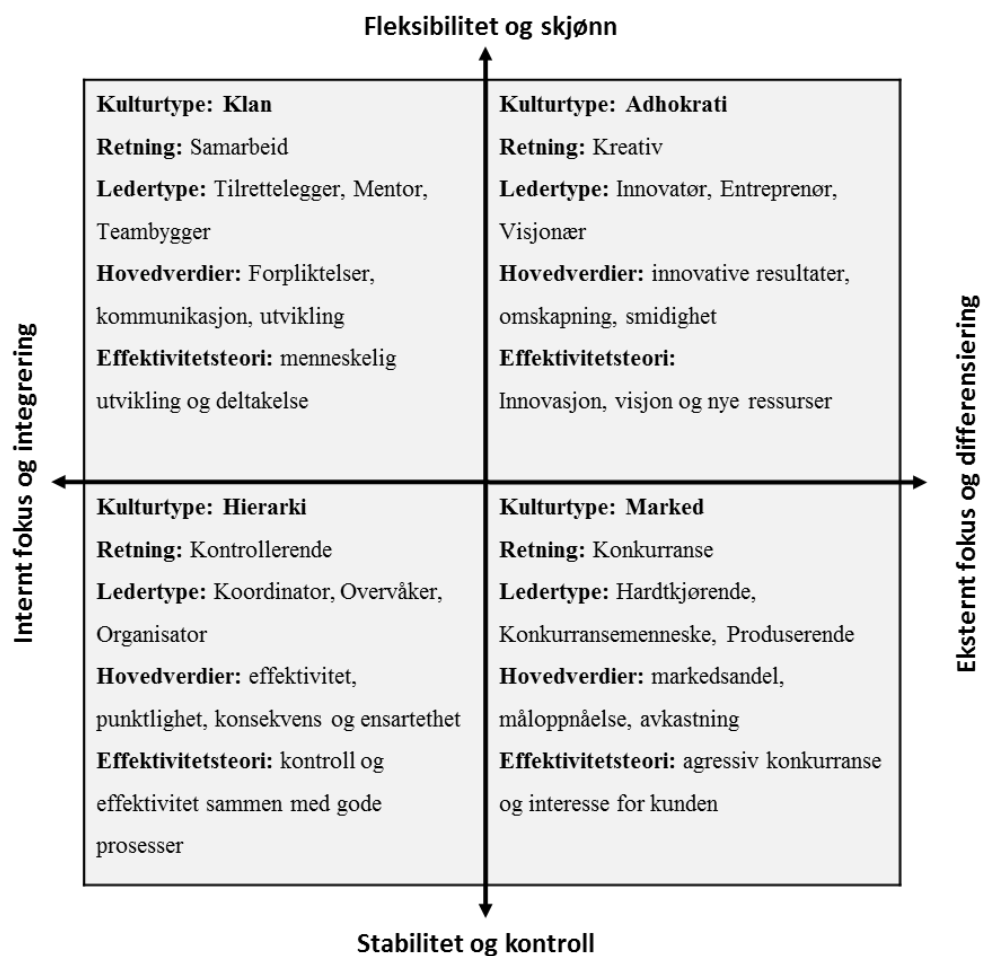 Fleksibilitet og skjønn
Kulturtype: Klan
Retning: Samarbeid
Ledertype: Tilrettelegger, Mentor,
Teambygger
Hovedverdier: Forpliktelser,
kommunikasjon, utvikling
Effektivitetsteori: menneskelig
utvikling og deltakelse
Kulturtype: Adhokrati
Retning: Kreativ
Ledertype: Innovatør, Entreprenør,
Visjonær
Hovedverdier: innovative resultater,
omskapning, smidighet
Effektivitetsteori:
Innovasjon, visjon og nye ressurser
Internt fokus og integrering
Eksternt fokus og differensiering
Kulturtype: Hierarki
Retning: Kontrollerende
Ledertype: Koordinator, Overvåker,
Organisator
Hovedverdier: effektivitet,
punktlighet, konsekvens og ensartethet
Effektivitetsteori: kontroll og
effektivitet sammen med gode
prosesser
Kulturtype: Marked
Retning: Konkurranse
Ledertype: Hardtkjørende,
Konkurransemenneske, Produserende
Hovedverdier: markedsandel,
måloppnåelse, avkastning
Effektivitetsteori: agressiv konkurranse
og interesse for kunden
Stabilitet og kontroll